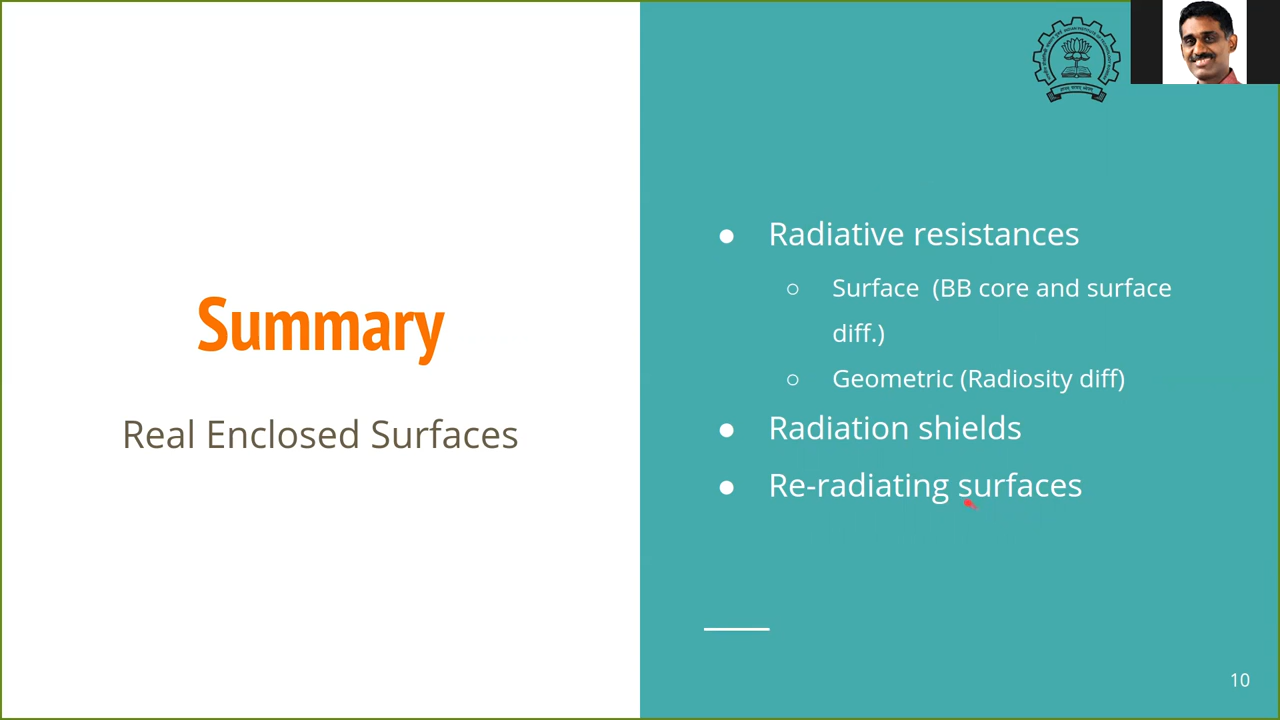 Summary
Real Enclosed Surfaces
● Radiative resistances
○ Surface (BB core and surface
diff.)
○ Geometric (Radiosity diff)
● Radiation shields
● Re-radiating surfaces
10